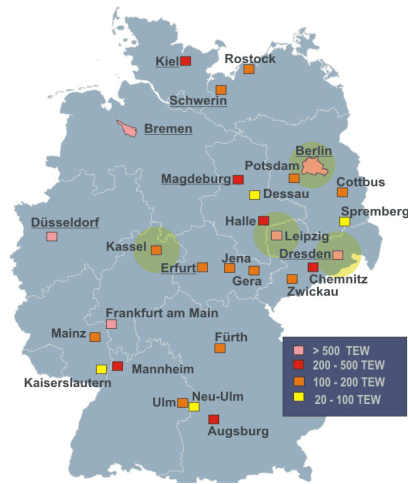 Kiel
Rostock
Schwerin
Bremen
Berlin
Potsdam
Magdeburg
Cottbus
Dessau
Spremberg
Halle
Düsseldorf
Leipzig
Kassel
Dresden
Erfurt
Jena
Gera
Chemnitz
Zwickau
Frankfurt am Main
Mainz
Fürth
Mannheim
Kaiserslautern
Ulm
Neu-Ulm
Augsburg
> 500 TEW
200 - 500 TEW
100 - 200 TEW
20 - 100 TEW